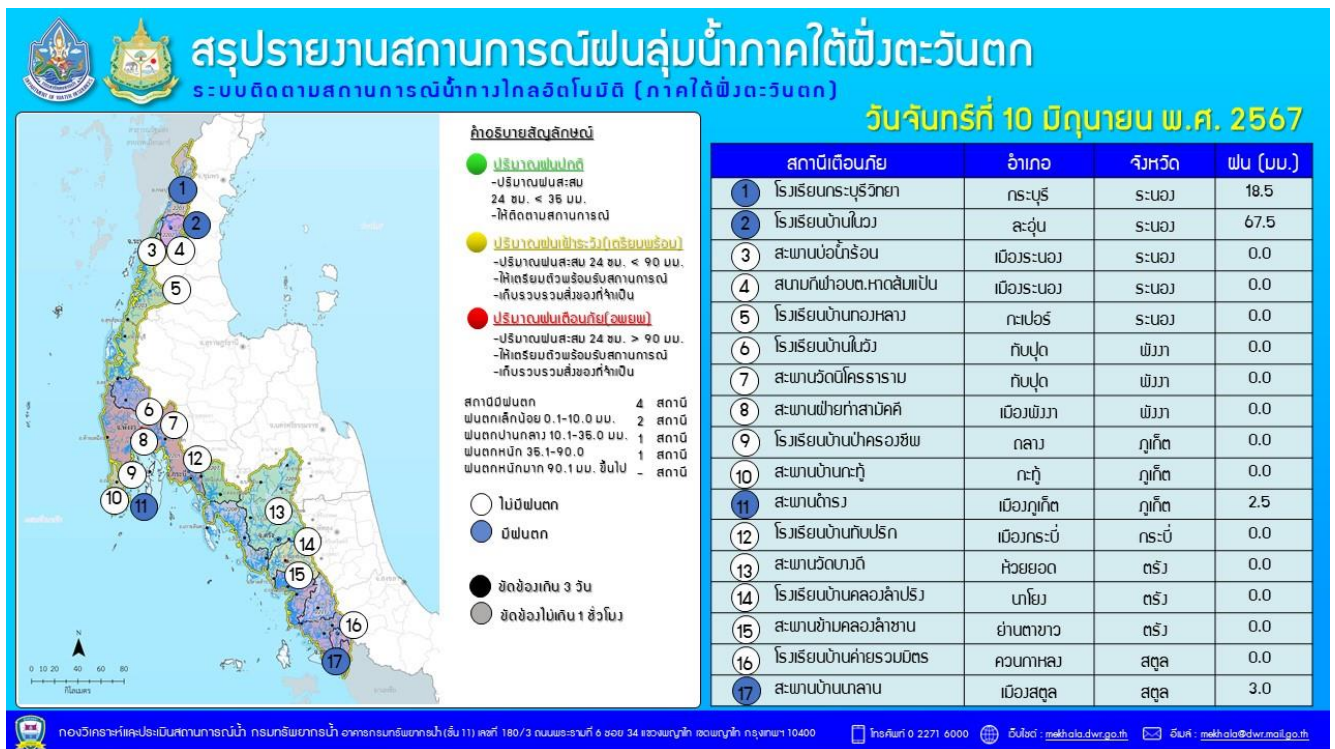 สรุปรายงานสถานการณ์ฝนลุ่มน้ำภาคใต้ฝั่งตะวันตก
ระบบติดตามสถานการณ์น้ำทางไกลอัตโนมัติ (ภาคใต้ฝั่งตะวันตก)
วันจันทร์ที่ 10 มิถุนายน พ.ศ. 2567
คำอธิบายสัญลักษณ์
ปริมาณฝนปกติ
-ปริมาณฝนสะสม
24 ชม. < 35 มม.
-ให้ติดตามสถานการณ์
ปริมาณฝนเฝ้าระวัง(เตรียมพร้อม)
-ปริมาณฝนสะสม 24 ชม. < 90 มม.
-ให้เตรียมตัวพร้อมรับสถานการณ์
-เก็บรวบรวมสิ่งของที่จำเป็น
ปริมาณฝนเตือนภัย(อพยพ)
-ปริมาณฝนสะสม 24 ชม. > 90 มม.
-ให้เตรียมตัวพร้อมรับสถานการณ์
-เก็บรวบรวมสิ่งของที่จำเป็น
สถานีมีฝนตก 4 สถานี
ฝนตกเล็กน้อย 0.1-10.0 มม. 2 สถานี
ฝนตกปานกลาง 10.1-35.0 มม. 1 สถานี
ฝนตกหนัก 35.1-90.0 1 สถานี
ฝนตกหนักมาก 90.1 มม. ขึ้นไป - สถานี
ไม่มีฝนตก
มีฝนตก
ขัดข้องเกิน 3 วัน
ขัดข้องไม่เกิน 1 ชั่วโมง
1
2
3 4
5
6
7
8
12
9
10 11
13
14
15
16
17
N
0 10 20 40 60 80
กิโลเมตร
สถานีเตือนภัย อำเภอ จังหวัด ฝน (มม.)
1 โรงเรียนกระบุรีวิทยา กระบุรี ระนอง 18.5
2 โรงเรียนบ้านในวง ละอุ่น ระนอง 67.5
3 สะพานบ่อน้ำร้อน เมืองระนอง ระนอง 0.0
4 สนามกีฬาอบต.หาดส้มแป้น เมืองระนอง ระนอง 0.0
5 โรงเรียนบ้านทองหลาง กะเปอร์ ระนอง 0.0
6 โรงเรียนบ้านในวัง ทับปุด พังงา 0.0
7 สะพานวัดนิโครธาราม ทับปุด พังงา 0.0
8 สะพานฝ่ายท่าสามัคคี เมืองพังงา พังงา 0.0
9 โรงเรียนบ้านป่าครองชีพ ถลาง ภูเก็ต 0.0
10 สะพานบ้านกะทู้ กะทู้ ภูเก็ต 0.0
11 สะพานดำรง เมืองภูเก็ต ภูเก็ต 2.5
12 โรงเรียนบ้านทับปริก เมืองกระบี่ กระบี่ 0.0
13 สะพานวัดบางดี ห้วยยอด ตรัง 0.0
14 โรงเรียนบ้านคลองลำปริง นาโยง ตรัง 0.0
15 สะพานข้ามคลองลำชาน ย่านตาขาว ตรัง 0.0
16 โรงเรียนบ้านค่ายรวมมิตร ควนกาหลง สตูล 0.0
17 สะพานบ้านนาลาน เมืองสตูล สตูล 3.0
กองวิเคราะห์และประเมินสถานการณ์น้ำ กรมทรัพยากรน้ำ อาคารกรมทรัพยากรน้ำ (ชั้น 11) เลขที่ 180/3 ถนนพระรามที่ 6 ซอย 34 แขวงพญาไท เขตพญาไท กรุงเทพฯ 10400
โทรศัพท์ 0 2271 6000
เว็บไซต์ : mekhala.dwr.go.th
อีเมล์ : mekhala@dwr.mail.go.th